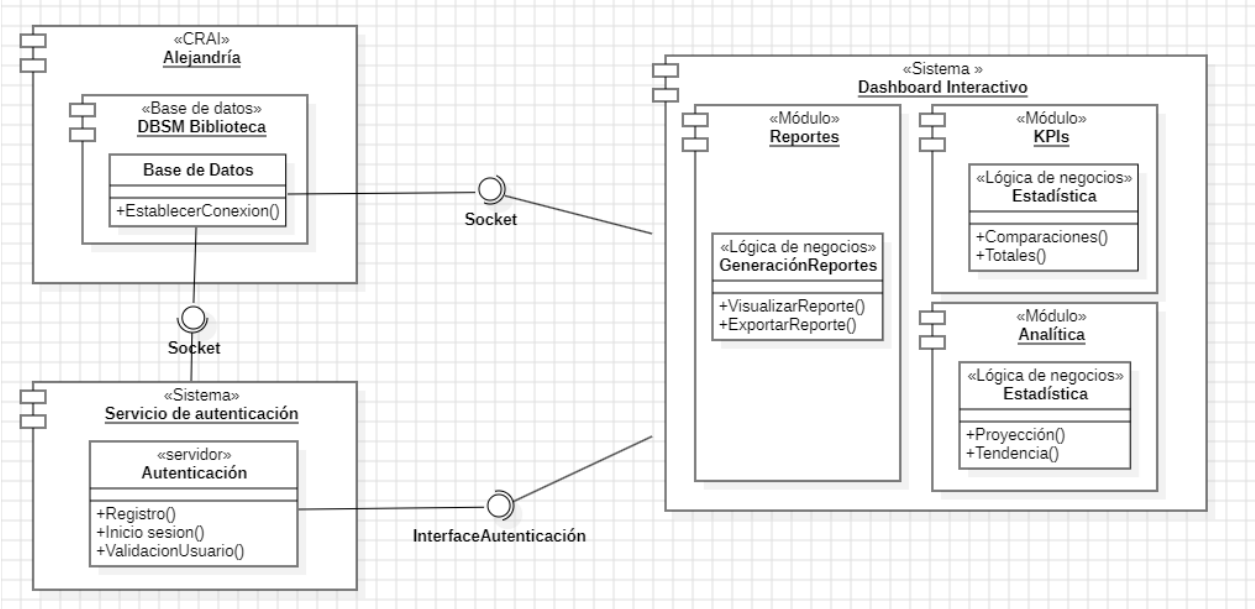 «CRAI»
Alejandría
«Base de datos»
DBSM Biblioteca
Base de Datos
+EstablecerConexion()
Socket
Socket
«Sistema»
Servicio de autenticación
«servidor»
Autenticación
+Registro()
+Inicio sesion()
+ValidacionUsuario()
InterfaceAutenticación
«Sistema »
Dashboard Interactivo
«Módulo»
Reportes
«Lógica de negocios»
GeneraciónReportes
+VisualizarReporte()
+ExportarReporte()
«Módulo»
KPIs
«Lógica de negocios»
Estadística
+Comparaciones()
+Totales()
«Módulo»
Analítica
«Lógica de negocios»
Estadística
+Proyección()
+Tendencia()